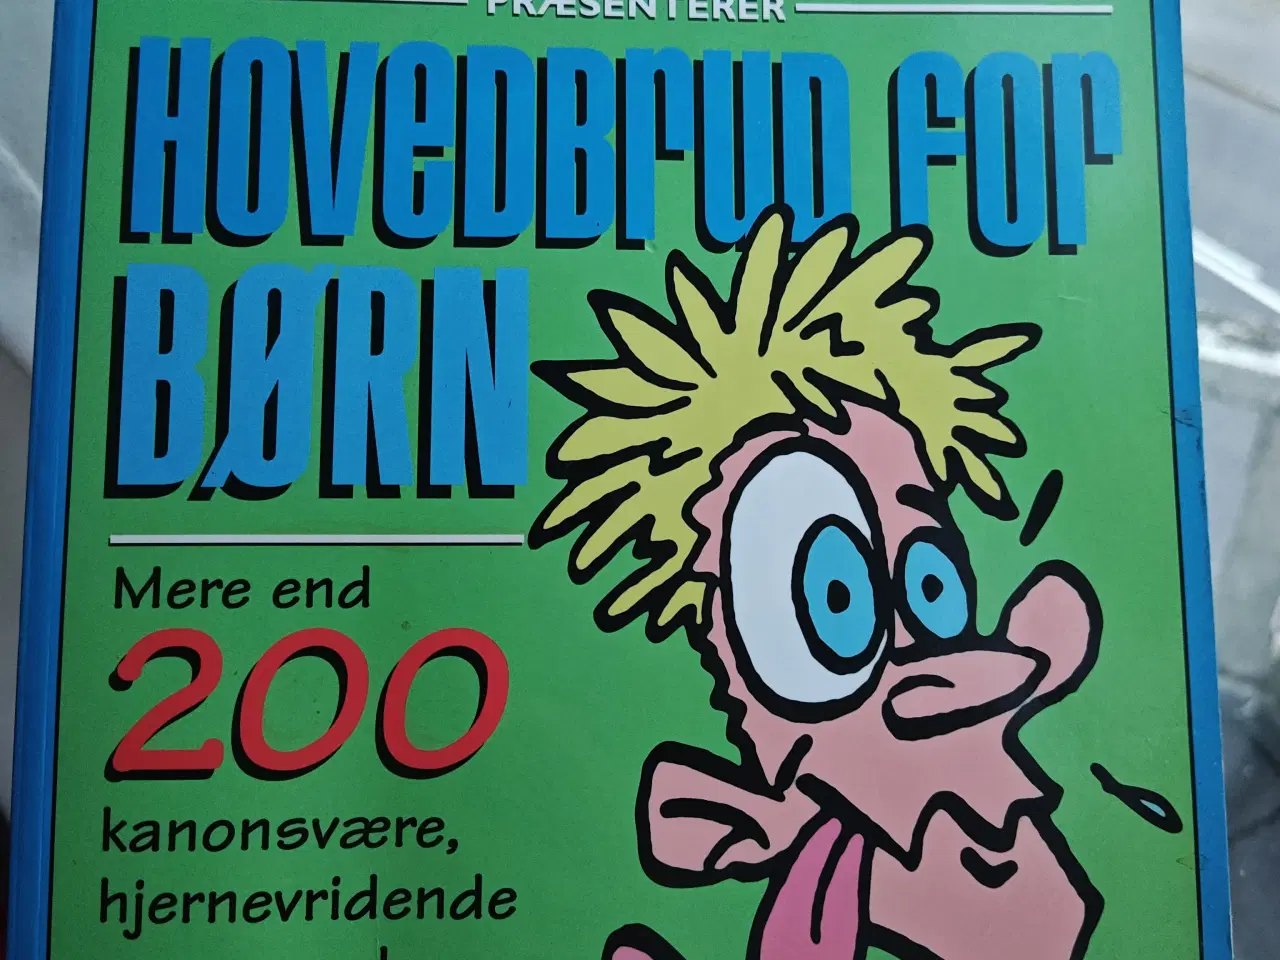 PRÆSENTERER
HOVEDBRUD FOR
BØRN
Mere end
200
kanonsvære,
hjernevridende